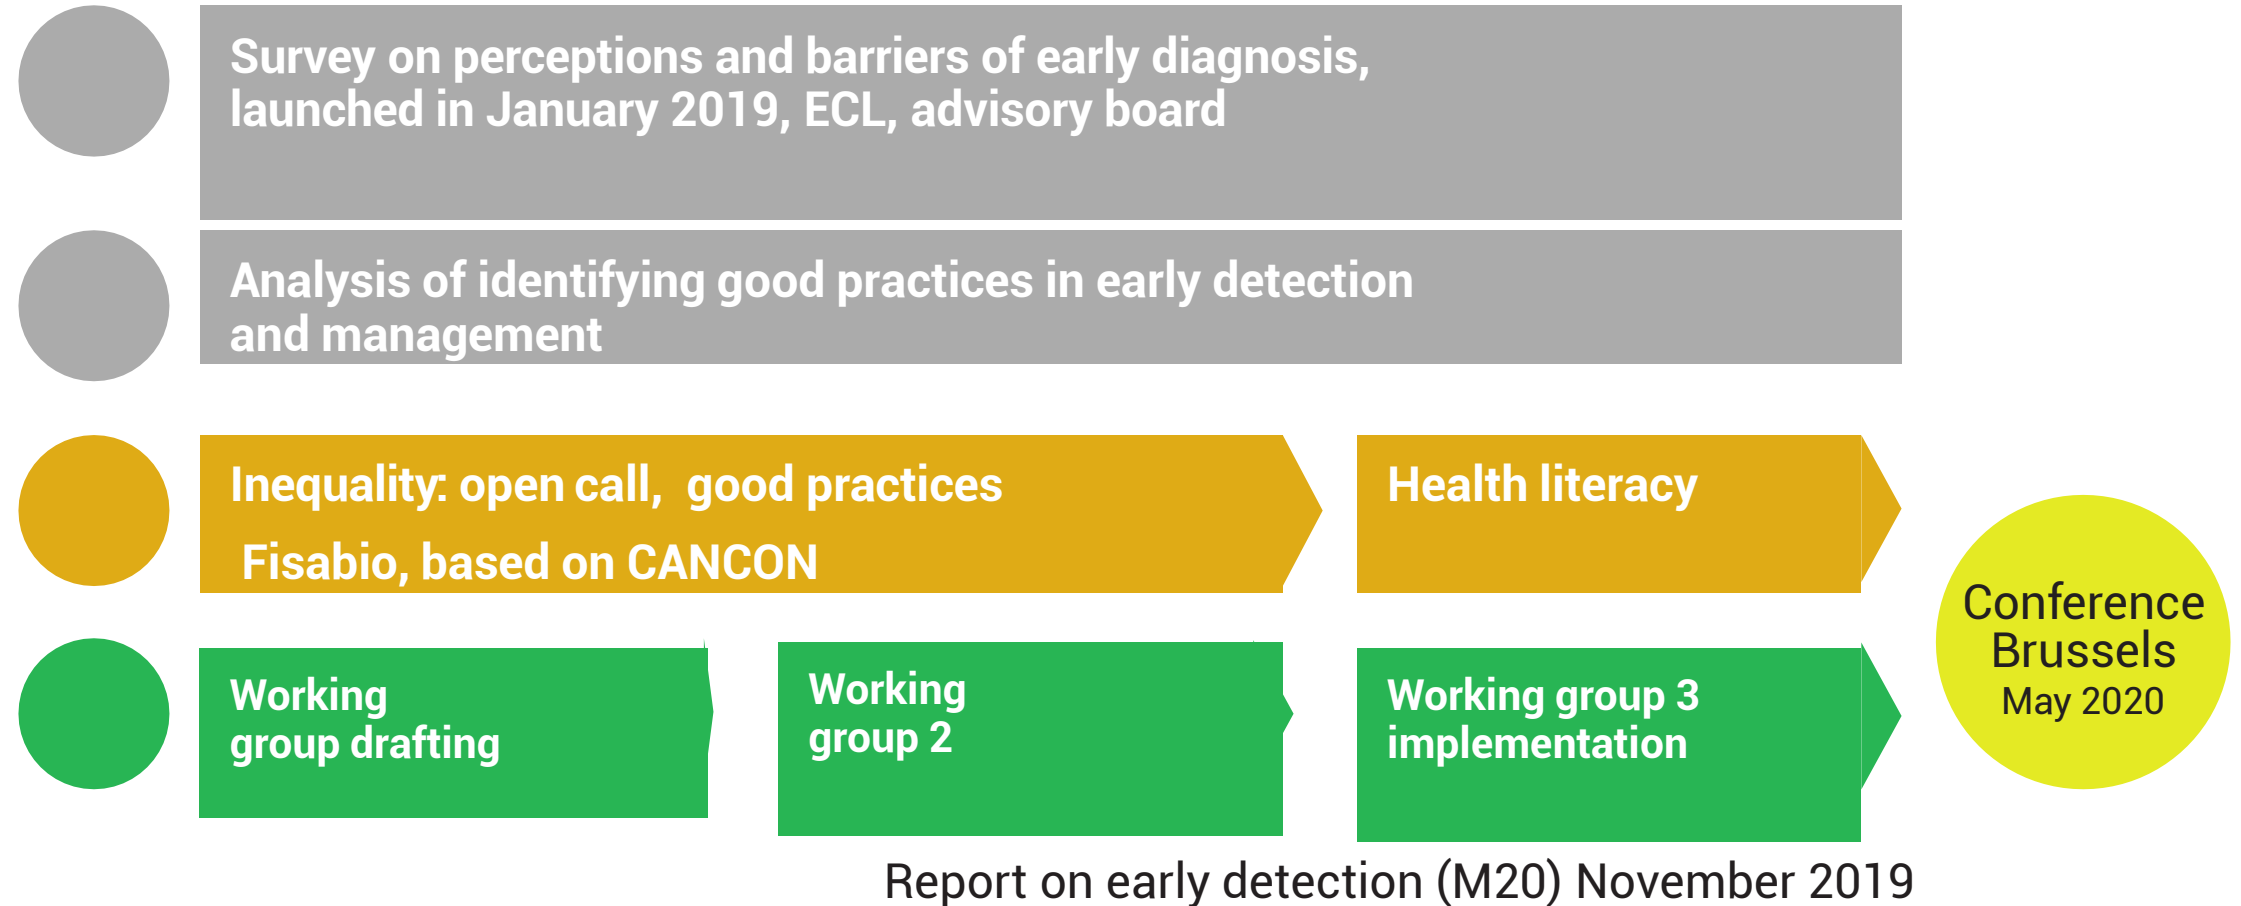 Survey on perceptions and barriers of early diagnosis,
launched in January 2019, ECL, advisory board
Analysis of identifying good practices in early detection
and management
Inequality: open call,  good practices
Fisabio, based on CANCON
Health literacy
Working
group drafting
Working
group 2
Working group 3
implementation
Conference
Brussels
May 2020
Report on early detection (M20) November 2019